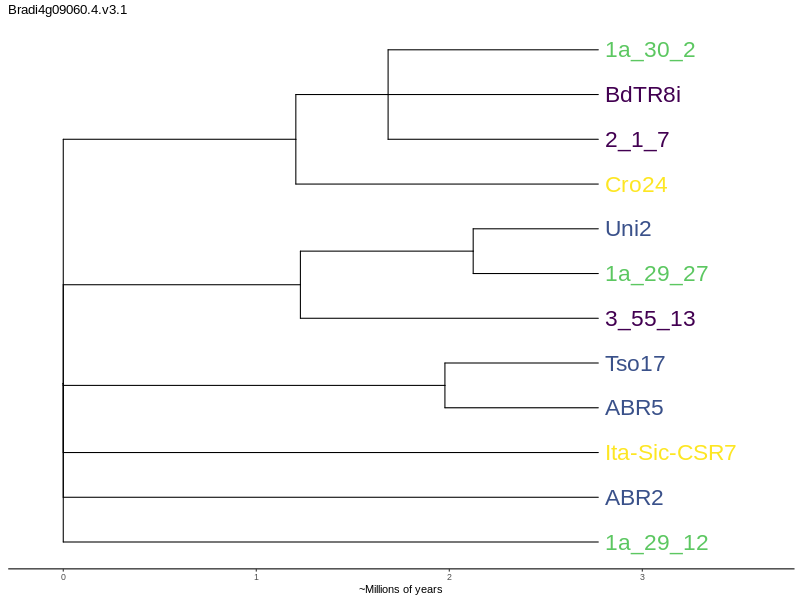 Bradi4g09060.4.v3.1
1a_30_2
BdTR8i
2_1_7
Cro24
Uni2
1a_29_27
3_55_13
Tso17
ABR5
Ita-Sic-CSR7
ABR2
1a_29_12
0 1 2 3
~Millions of years